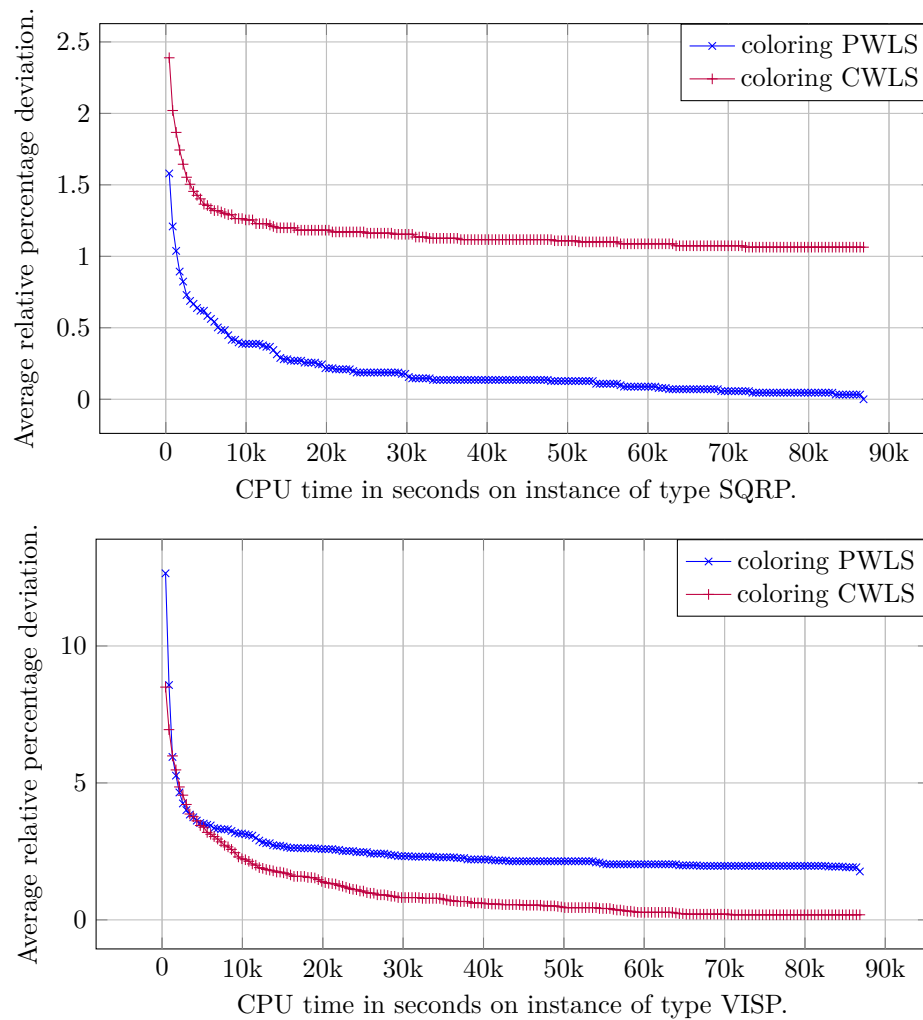 Average relative percentage deviation.
2.5
2
1.5
1
0.5
0
coloring PWLS
coloring CWLS
0 10k 20k 30k 40k 50k 60k 70k 80k 90k
CPU time in seconds on instance of type SQRP.
Average relative percentage deviation.
10
5
0
coloring PWLS
coloring CWLS
0 10k 20k 30k 40k 50k 60k 70k 80k 90k
CPU time in seconds on instance of type VISP.